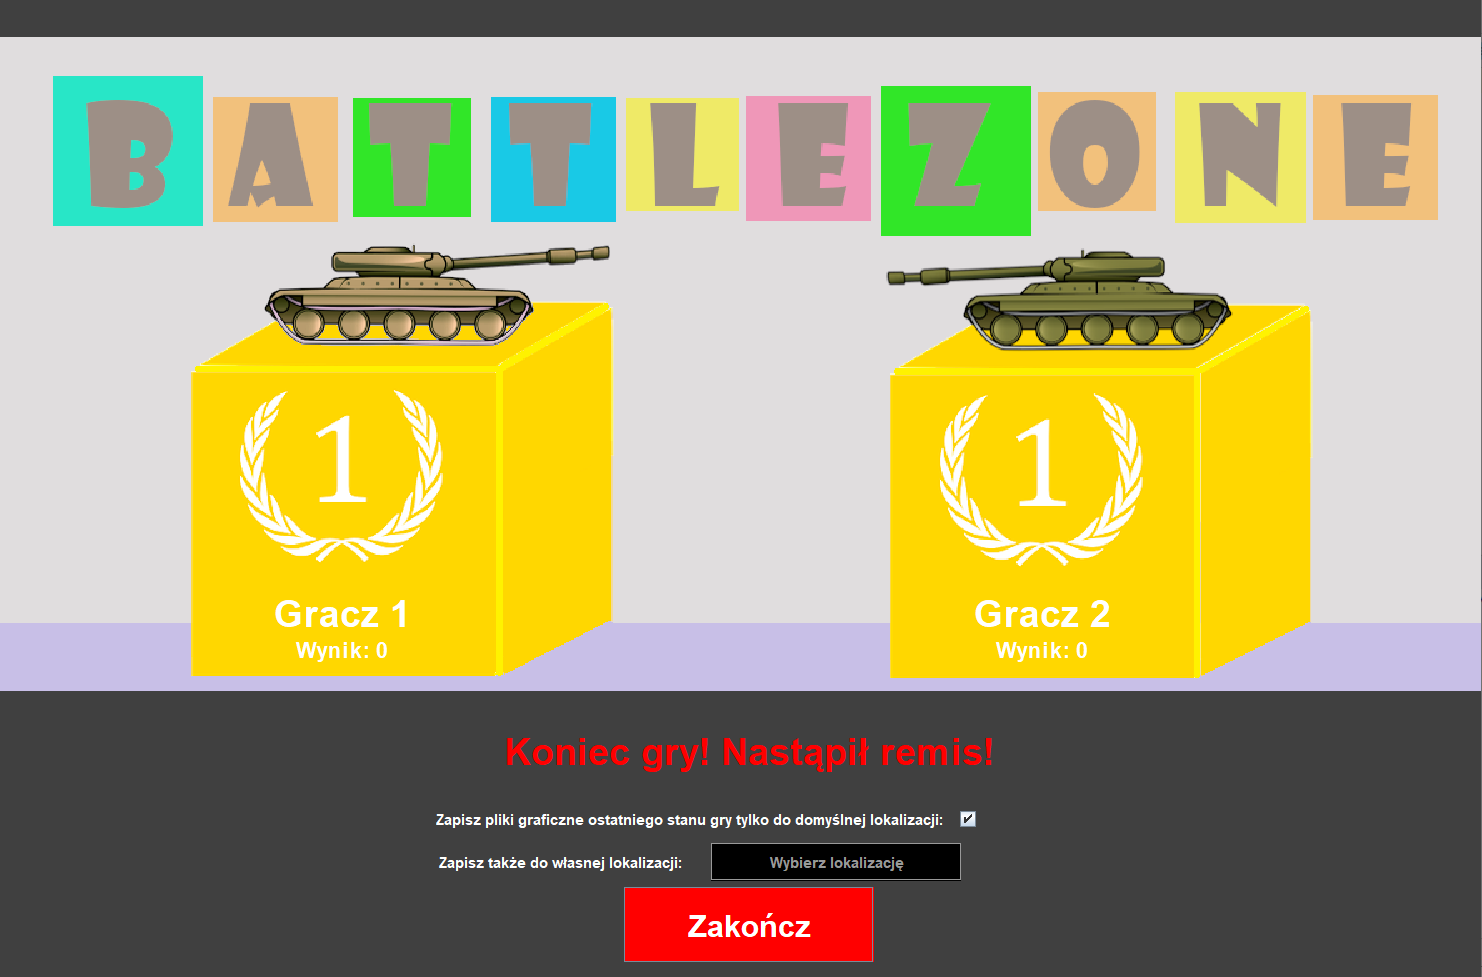 BATTLEZONE
1
1
Gracz 1
Wynik: 0
Gracz 2
Wynik: 0
Koniec gry! Nastąpił remis!
Zapisz pliki graficzne ostatniego stanu gry tylko do domyślnej lokalizacji:
Zapisz także do własnej lokalizacji:
Wybierz lokalizację
Zakończ